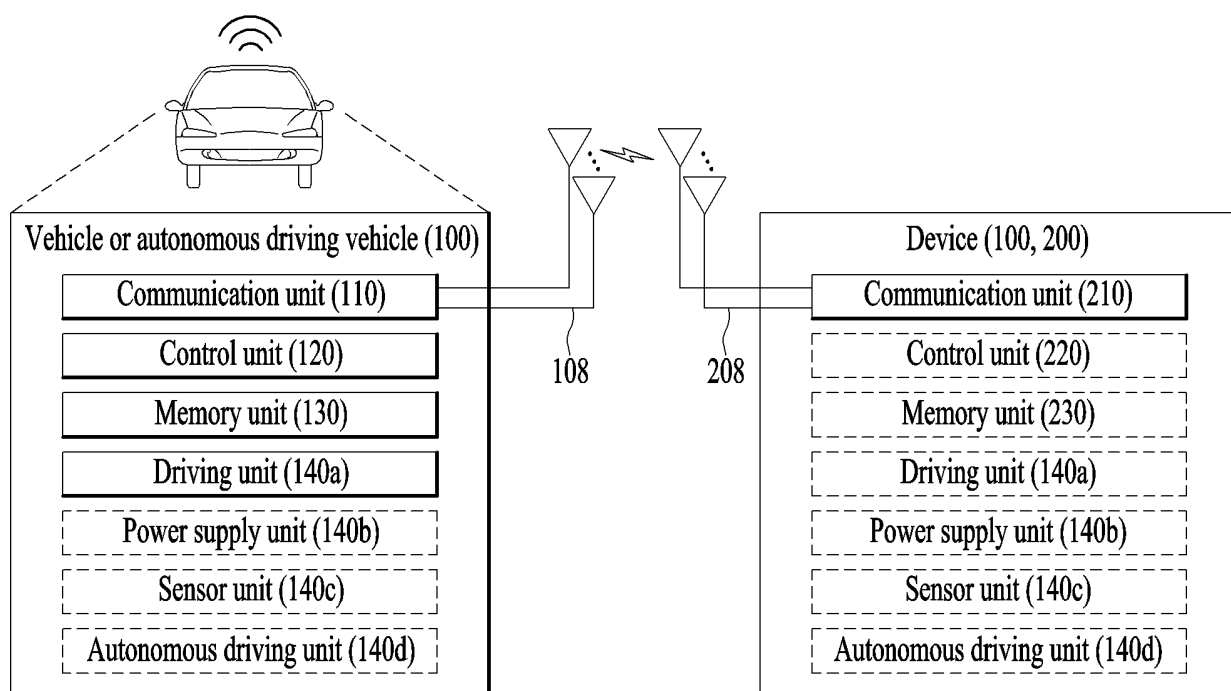 Vehicle or autonomous driving vehicle (100)
Communication unit (110)
Control unit (120)
Memory unit (130)
Driving unit (140a)
Power supply unit (140b)
Sensor unit (140c)
Autonomous driving unit (140d)
108
208
Device (100, 200)
Communication unit (210)
Control unit (220)
Memory unit (230)
Driving unit (140a)
Power supply unit (140b)
Sensor unit (140c)
Autonomous driving unit (140d)